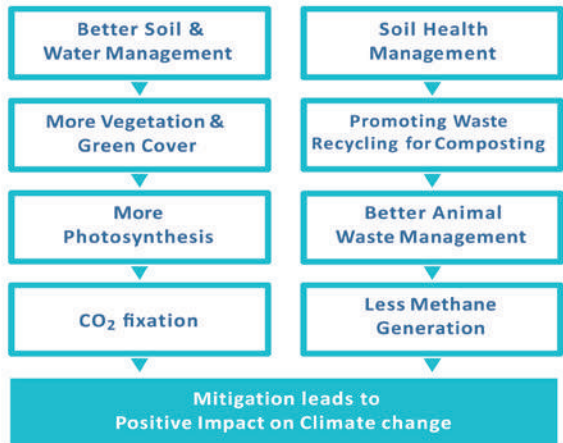 Better Soil &
Water Management
More Vegetation &
Green Cover
More
Photosynthesis
CO₂ fixation
Soil Health
Management
Promoting Waste
Recycling for Composting
Better Animal
Waste Management
Less Methane
Generation
Mitigation leads to
Positive Impact on Climate change